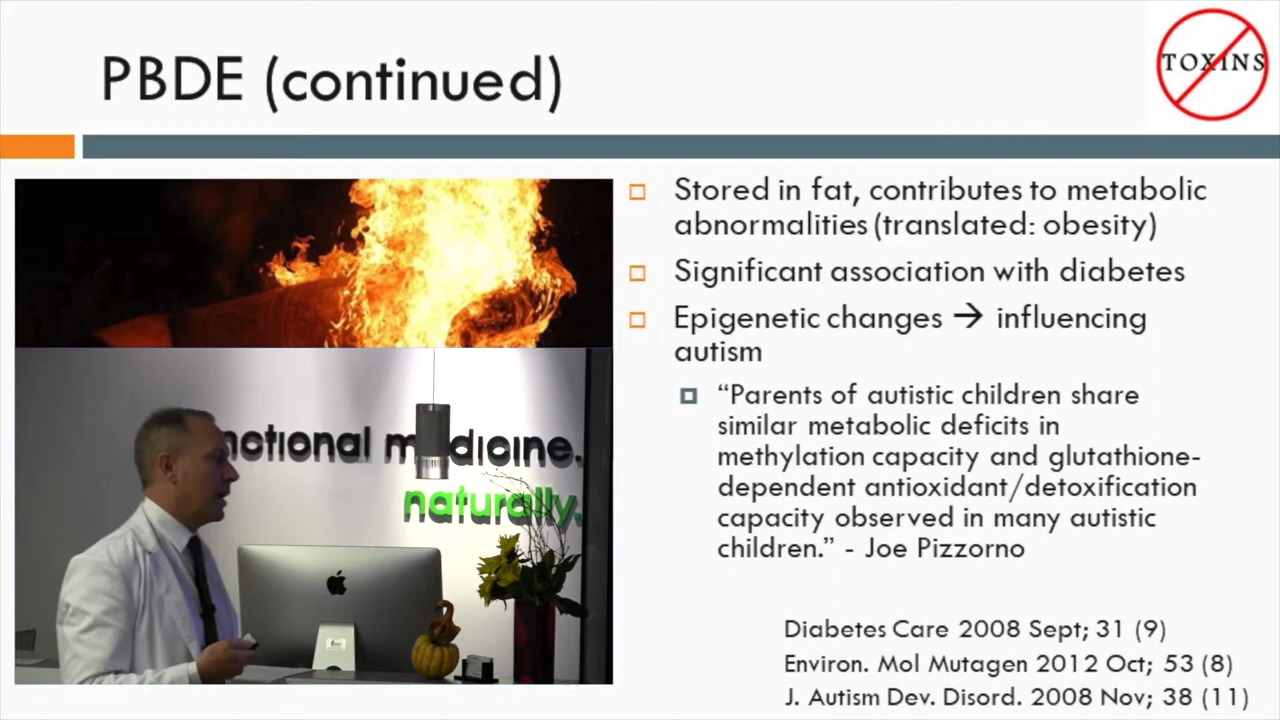 PBDE (continued)
TOXINS
Stored in fat, contributes to metabolic
abnormalities (translated: obesity)
Significant association with diabetes
Epigenetic changes → influencing
autism
“Parents of autistic children share
similar metabolic deficits in
methylation capacity and glutathione-
dependent antioxidant/detoxification
capacity observed in many autistic
children.” - Joe Pizzorno
nctional medicine.
naturally.
Diabetes Care 2008 Sept; 31 (9)
Environ. Mol Mutagen 2012 Oct; 53 (8)
J. Autism Dev. Disord. 2008 Nov; 38 (11)